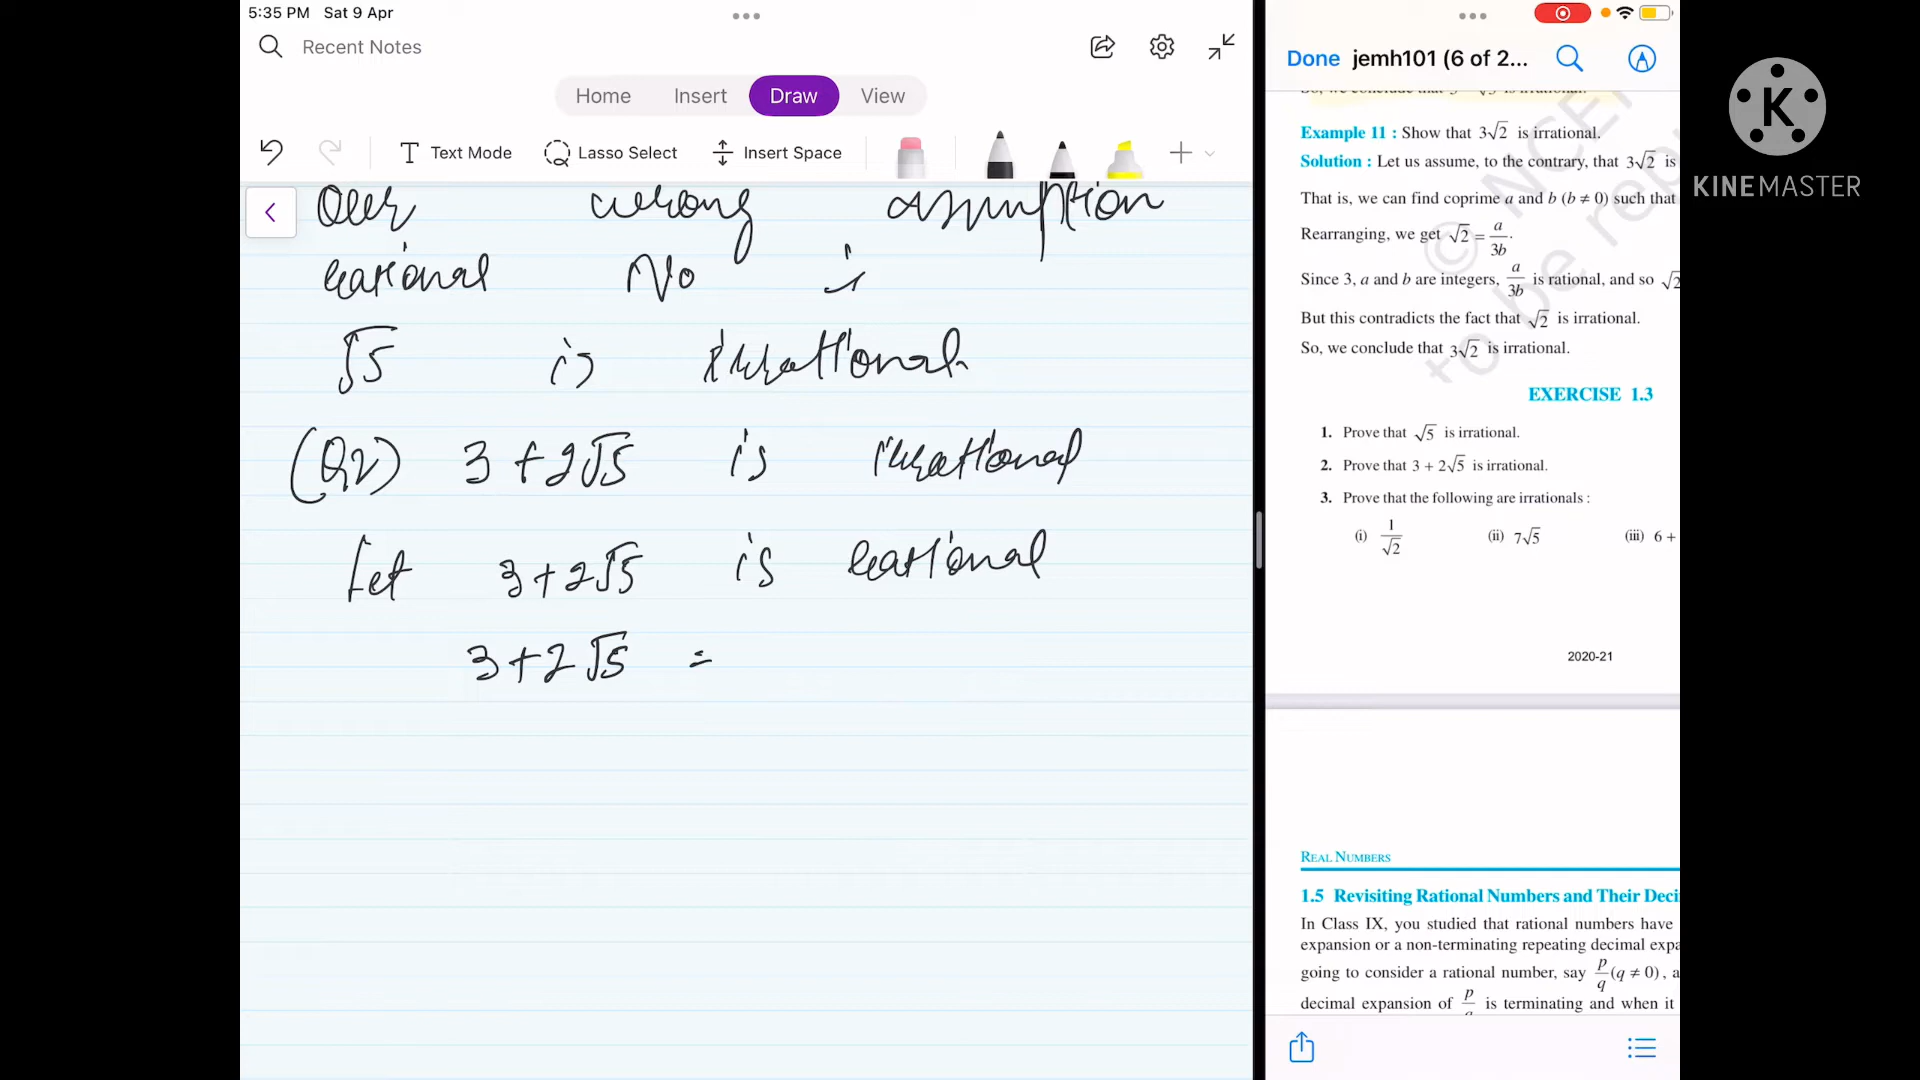 5:35 PM Sat 9 Apr
Recent Notes
Home Insert Draw View
Text Mode Lasso Select Insert Space
Our wrong assumption
rational No is
√5 is irrational
(Q2) 3 + 2√5 is irrational
Let 3 + 2√5 is rational
3 + 2√5 =
Done jemh101 (6 of 2...
Example 11 : Show that 3√2 is irrational.
Solution : Let us assume, to the contrary, that 3√2 is
That is, we can find coprime a and b (b ≠ 0) such that
Rearranging, we get √2 = a/3b.
Since 3, a and b are integers, a/3b is rational, and so √2
But this contradicts the fact that √2 is irrational.
So, we conclude that 3√2 is irrational.
© NCE
to be rep
EXERCISE 1.3
1. Prove that √5 is irrational.
2. Prove that 3 + 2√5 is irrational.
3. Prove that the following are irrationals :
(i) 1/√2 (ii) 7√5 (iii) 6 +
2020-21
REAL NUMBERS
1.5 Revisiting Rational Numbers and Their Deci
In Class IX, you studied that rational numbers have
expansion or a non-terminating repeating decimal expa
going to consider a rational number, say p/q (q ≠ 0), a
decimal expansion of p/q is terminating and when it
K
KINEMASTER